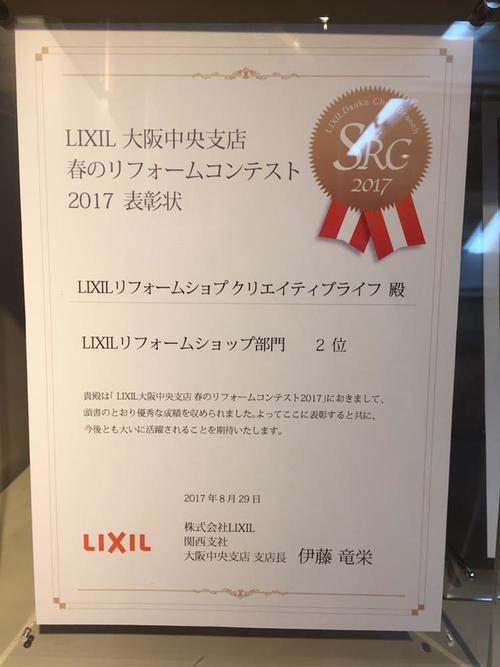 LIXIL 大阪中央支店
春のリフォームコンテスト
2017 表彰状
LIXIL Osaka Chuo Branch
SRC
2017
LIXILリフォームショプ クリエイティブライフ 殿
LIXILリフォームショップ部門 2 位
貴殿は「 LIXIL大阪中央支店 春のリフォームコンテスト2017」におきまして、
頭書のとおり優秀な成績を収められました。よってここに表彰すると共に、
今後とも大いに活躍されることを期待いたします。
2017 年 8 月 29 日
LIXIL
株式会社LIXIL
関西支社
大阪中央支店 支店長 伊藤 竜栄